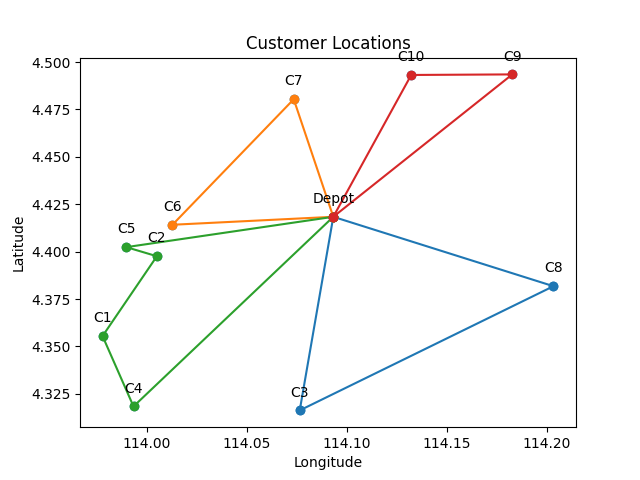 Customer Locations
C10
C9
4.500
C7
4.475
4.450
Depot
C6
4.425
C5
C2
4.400
C8
4.375
C1
4.350
C4
C3
4.325
114.00
114.05
114.10
114.15
114.20
Longitude
Latitude